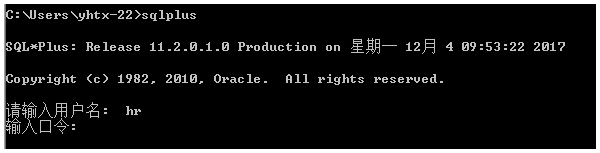 C:\Users\yhtx-22>sqlplus
SQL*Plus: Release 11.2.0.1.0 Production on 星期一 12月 4 09:53:22 2017
Copyright (c) 1982, 2010, Oracle.  All rights reserved.
请输入用户名:  hr
输入口令: